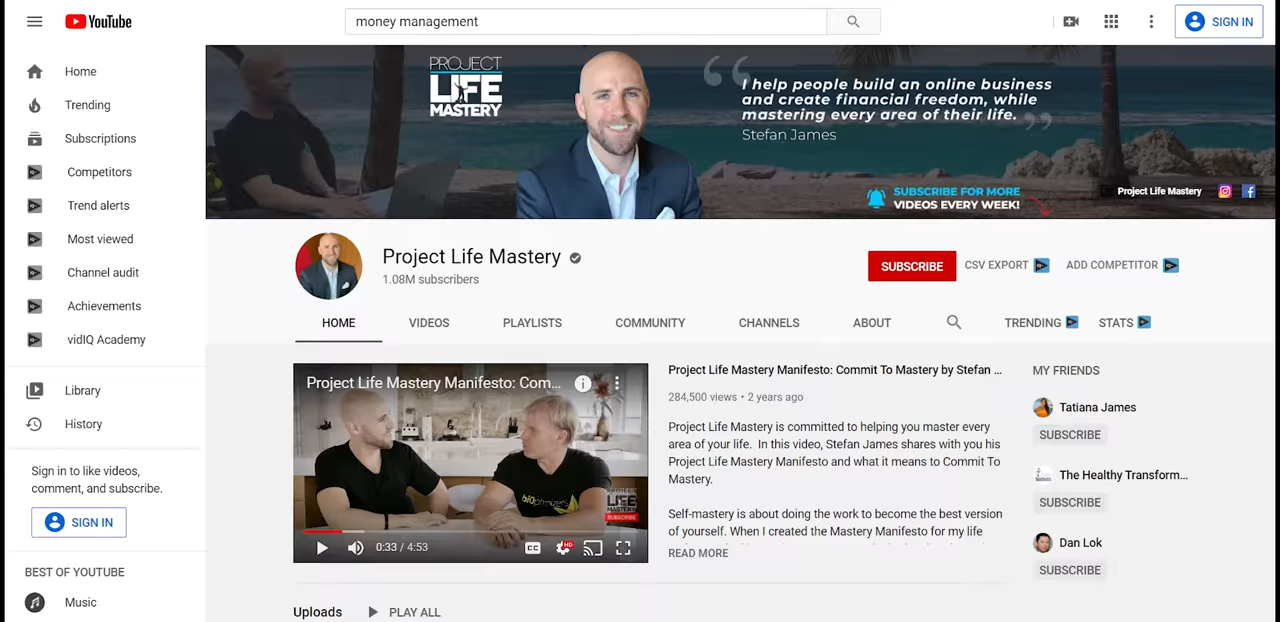 YouTube
money management
SIGN IN
Home
Trending
Subscriptions
Competitors
Trend alerts
Most viewed
Channel audit
Achievements
vidIQ Academy
Library
History
Sign in to like videos,
comment, and subscribe.
SIGN IN
BEST OF YOUTUBE
Music
PROJECT
LIFE
MASTERY
I help people build an online business
and create financial freedom, while
mastering every area of their life.
Stefan James
SUBSCRIBE FOR MORE
VIDEOS EVERY WEEK!
Project Life Mastery
Project Life Mastery
1.08M subscribers
SUBSCRIBE
CSV EXPORT
ADD COMPETITOR
HOME
VIDEOS
PLAYLISTS
COMMUNITY
CHANNELS
ABOUT
TRENDING
STATS
Project Life Mastery Manifesto: Com...
PROJECT
LIFE
MASTERY
SUBSCRIBE
0:33 / 4:53
CC
HD
Project Life Mastery Manifesto: Commit To Mastery by Stefan ...
284,500 views • 2 years ago
Project Life Mastery is committed to helping you master every
area of your life. In this video, Stefan James shares with you his
Project Life Mastery Manifesto and what it means to Commit To
Mastery.
Self-mastery is about doing the work to become the best version
of yourself. When I created the Mastery Manifesto for my life
READ MORE
MY FRIENDS
Tatiana James
SUBSCRIBE
The Healthy Transform...
SUBSCRIBE
Dan Lok
SUBSCRIBE
Uploads
PLAY ALL